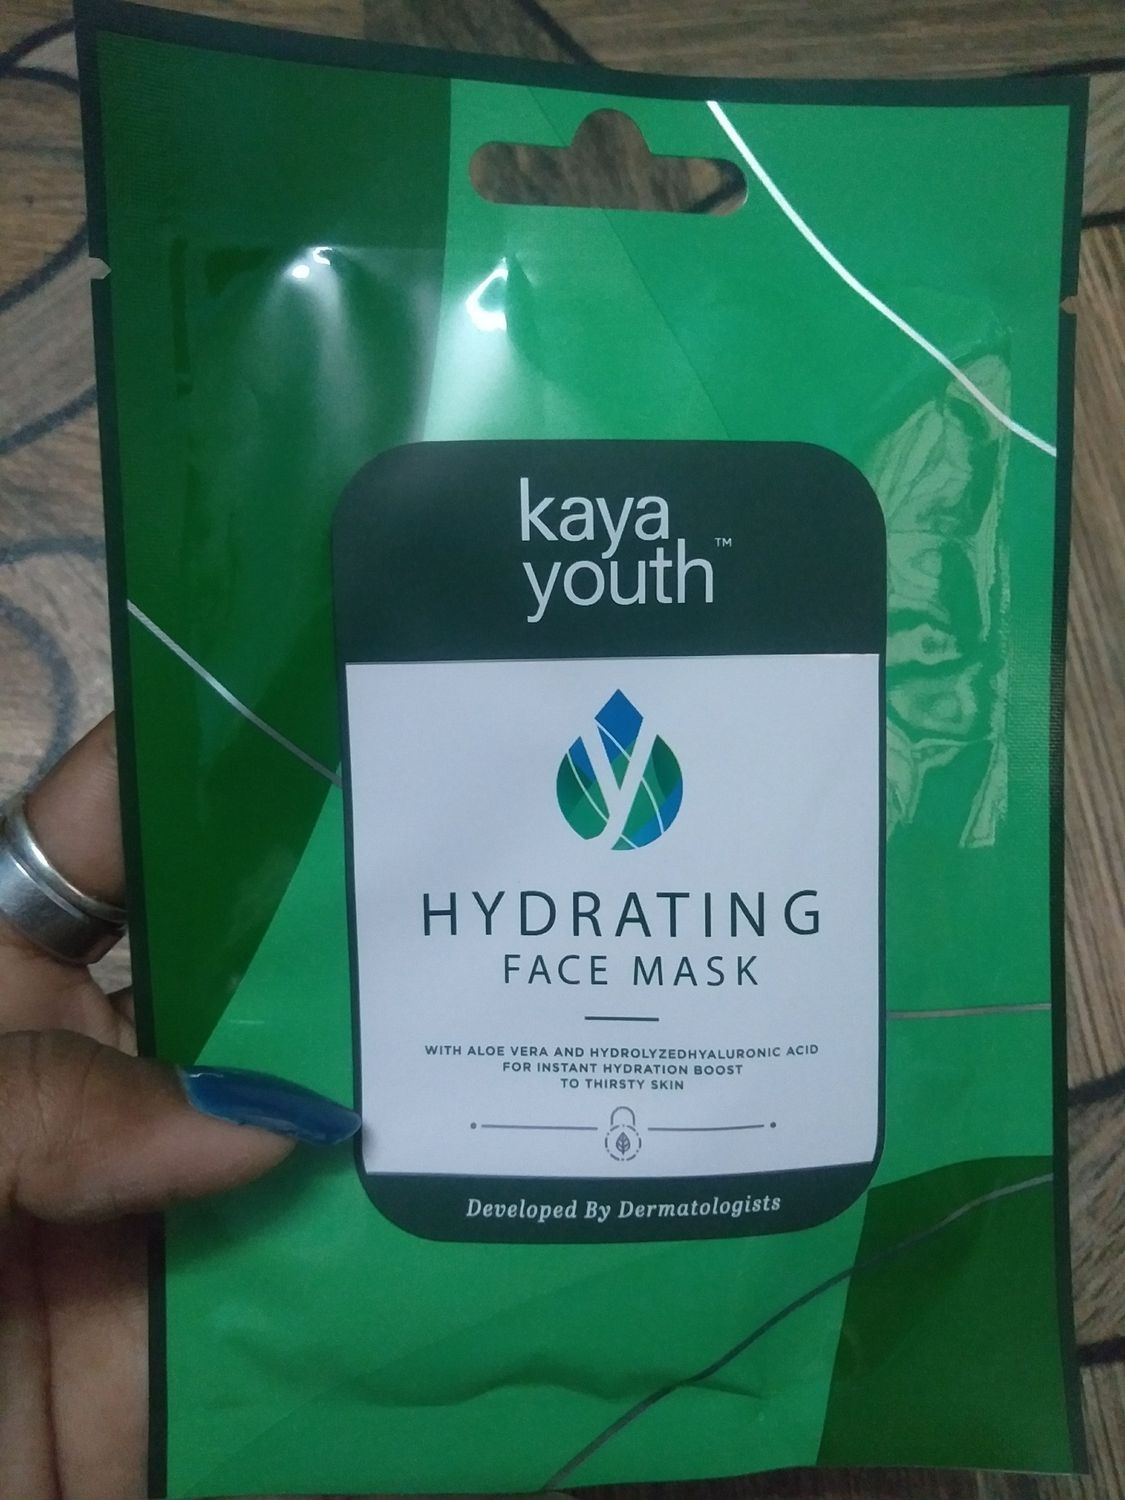 kaya
youth™
HYDRATING
FACE MASK
WITH ALOE VERA AND HYDROLYZEDHYALURONIC ACID
FOR INSTANT HYDRATION BOOST
TO THIRSTY SKIN
Developed By Dermatologists